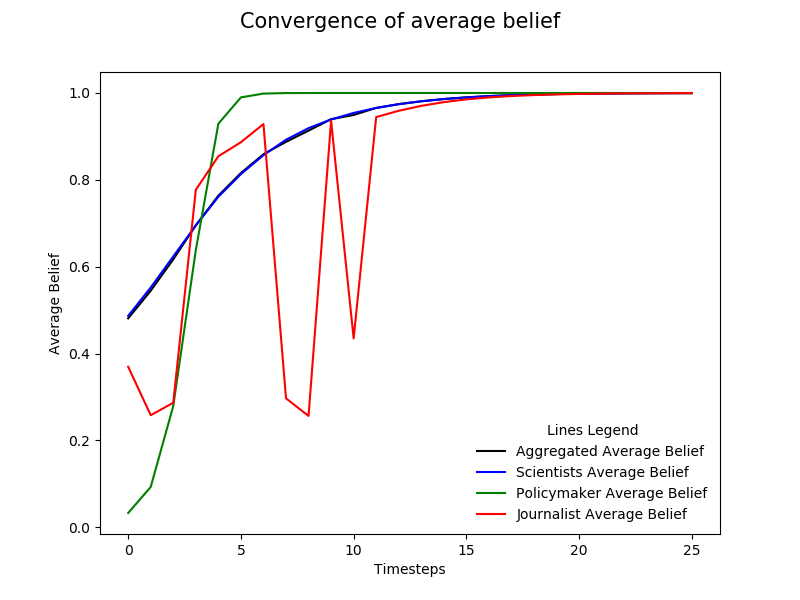 Convergence of average belief
1.0
0.8
0.6
0.4
0.2
0.0
Average Belief
Lines Legend
Aggregated Average Belief
Scientists Average Belief
Policymaker Average Belief
Journalist Average Belief
0 5 10 15 20 25
Timesteps